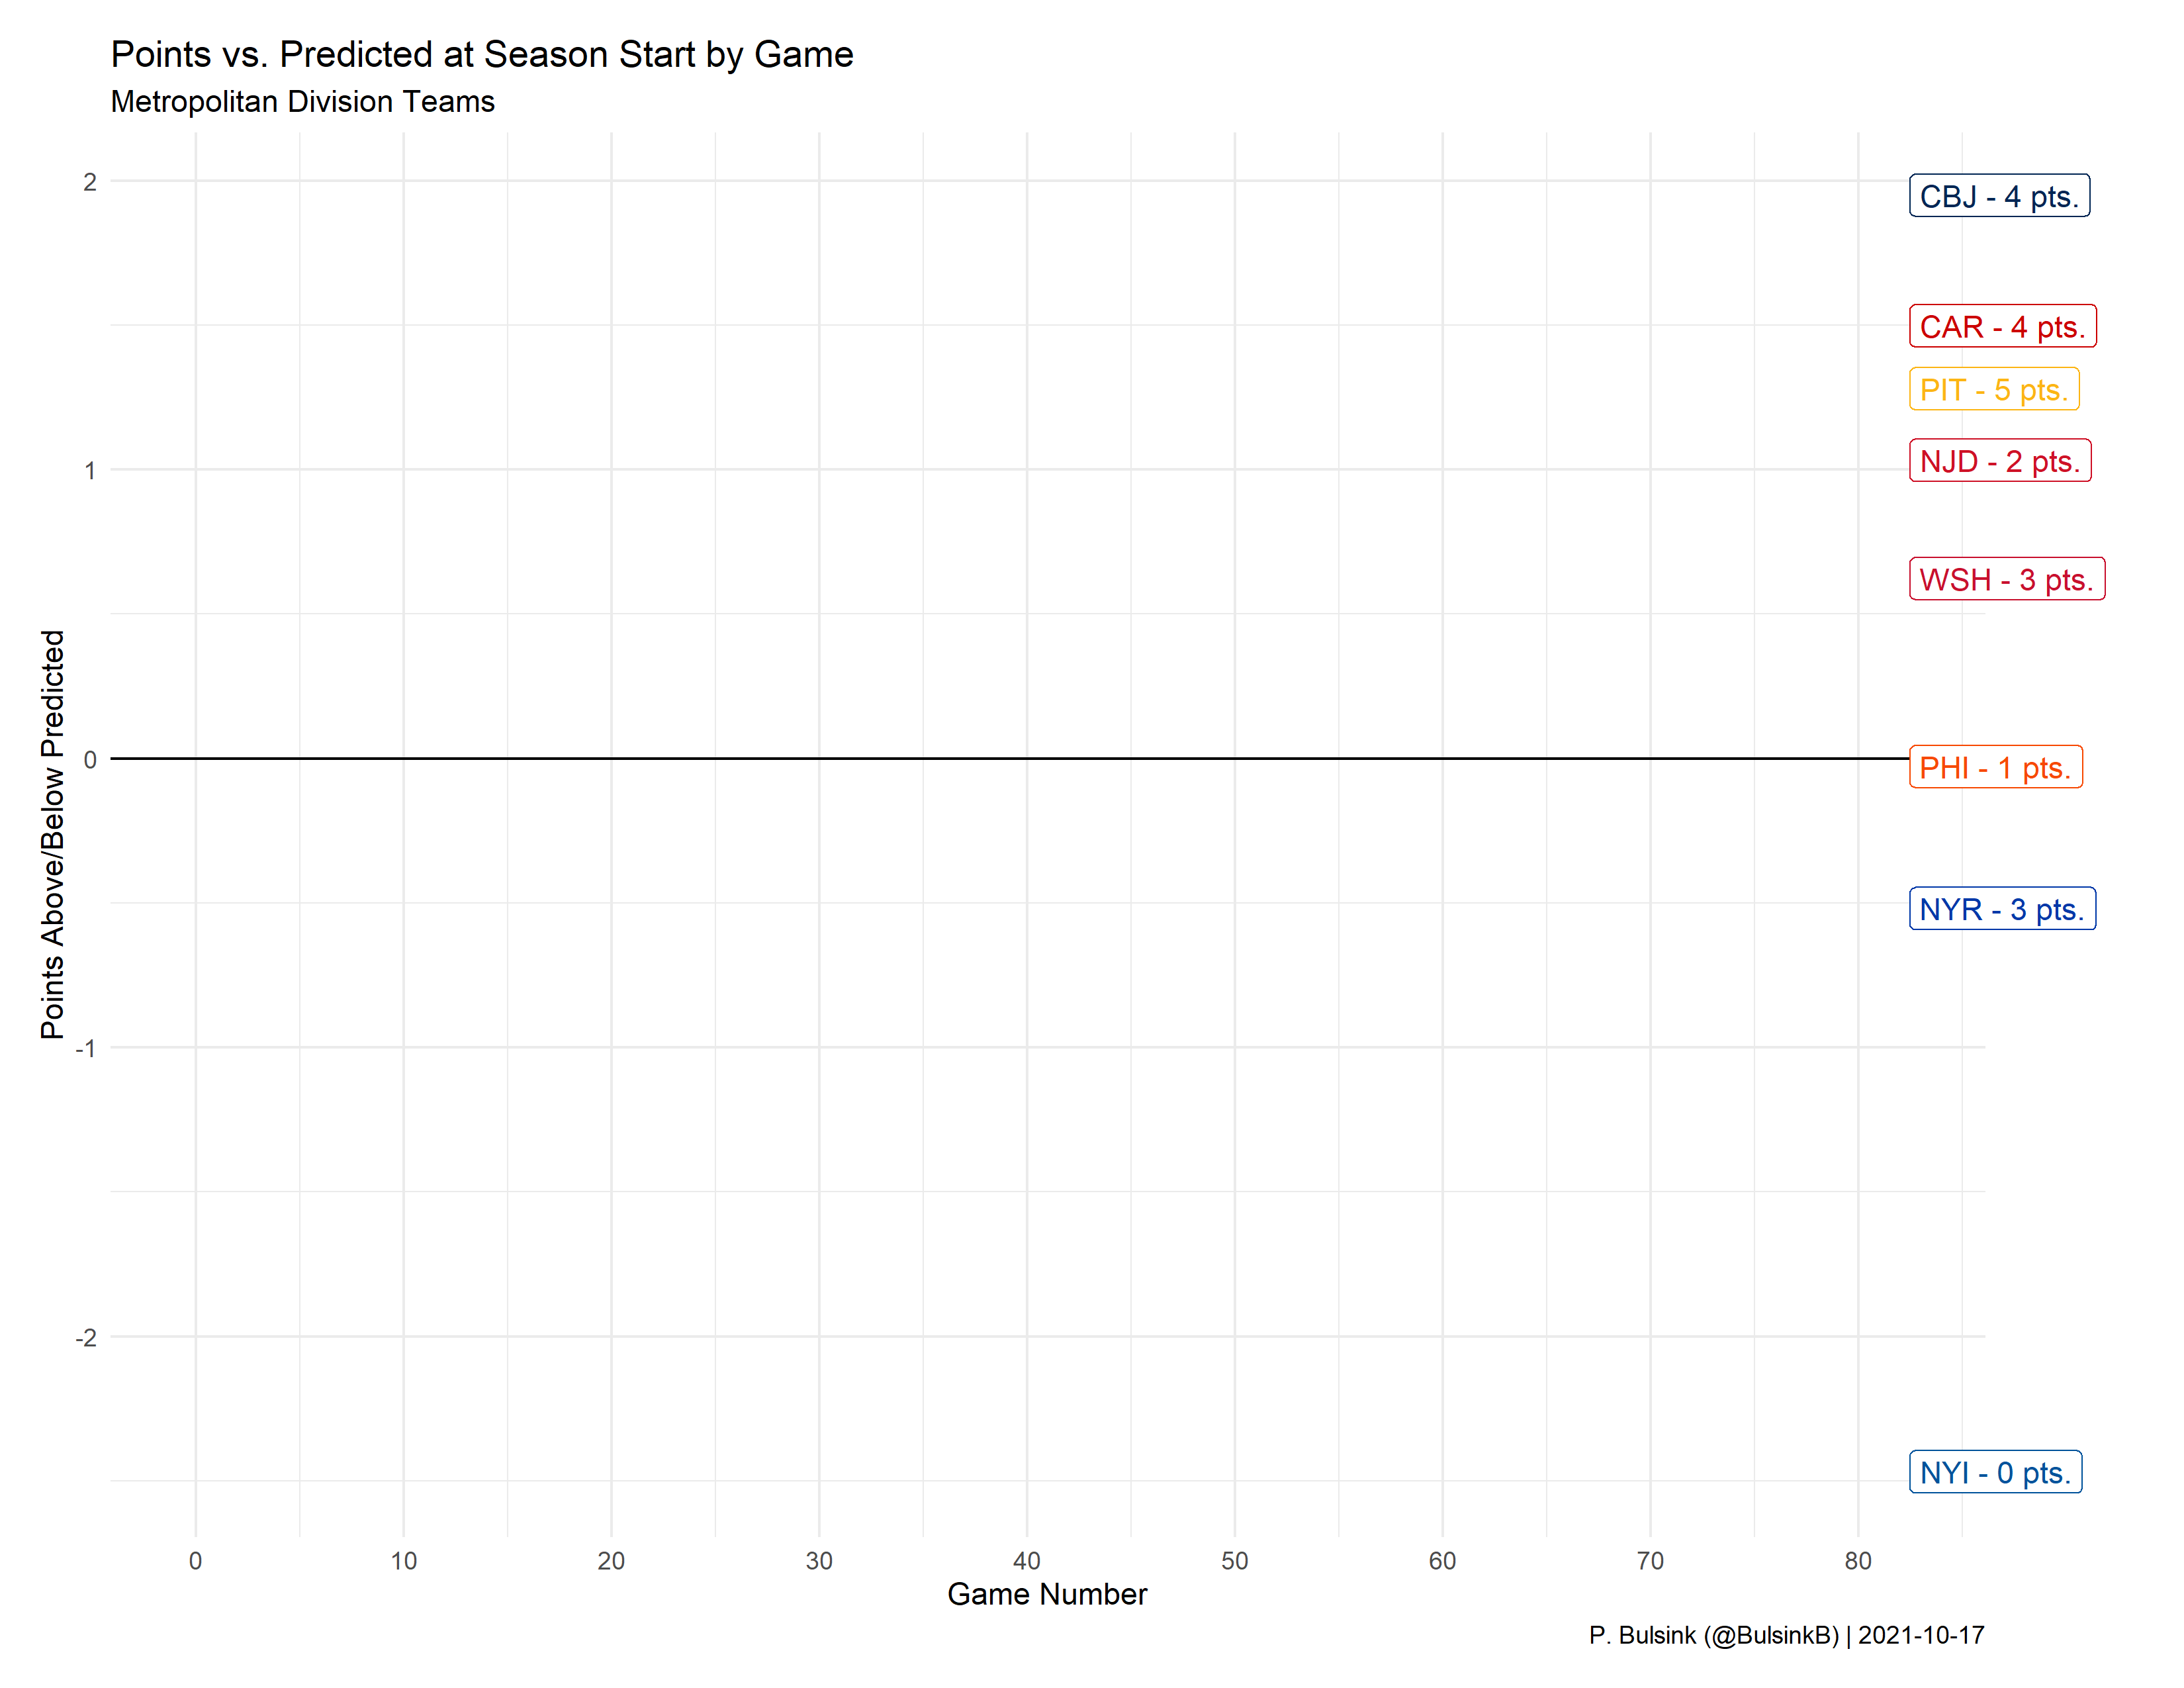 Points vs. Predicted at Season Start by Game
Metropolitan Division Teams
Points Above/Below Predicted
2
1
0
-1
-2
CBJ - 4 pts.
CAR - 4 pts.
PIT - 5 pts.
NJD - 2 pts.
WSH - 3 pts.
PHI - 1 pts.
NYR - 3 pts.
NYI - 0 pts.
0 10 20 30 40 50 60 70 80
Game Number
P. Bulsink (@BulsinkB) | 2021-10-17